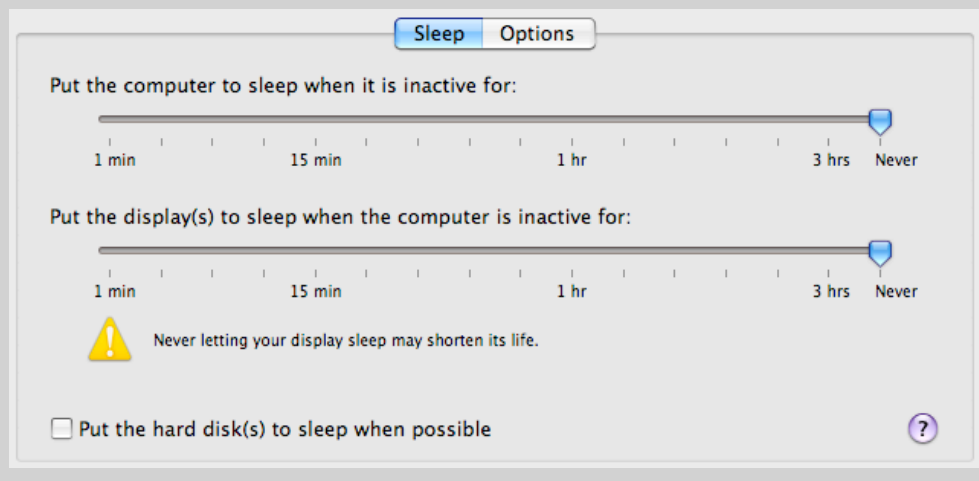 Sleep Options
Put the computer to sleep when it is inactive for:
1 min 15 min 1 hr 3 hrs Never
Put the display(s) to sleep when the computer is inactive for:
1 min 15 min 1 hr 3 hrs Never
Never letting your display sleep may shorten its life.
Put the hard disk(s) to sleep when possible ?